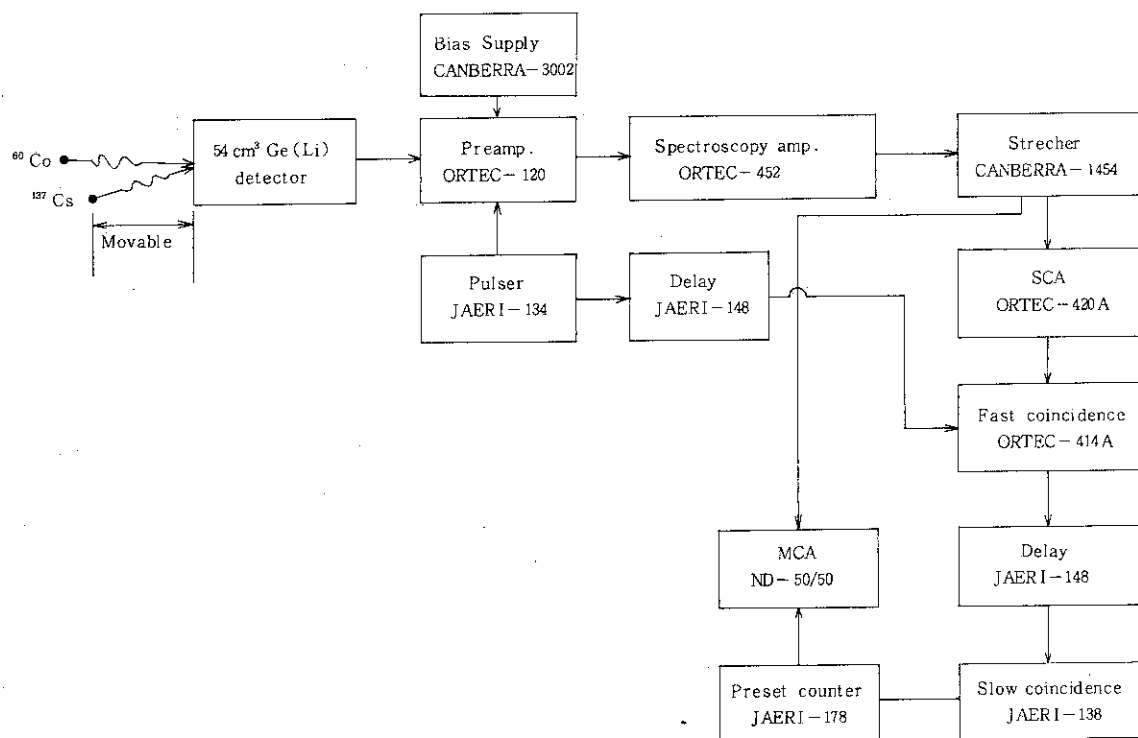 Bias Supply
CANBERRA-3002
⁶⁰Co
54 cm³ Ge(Li)
detector
Preamp.
ORTEC-120
Spectroscopy amp.
ORTEC-452
Strecher
CANBERRA-1454
¹³⁷Cs
Movable
Pulser
JAERI-134
Delay
JAERI-148
SCA
ORTEC-420A
Fast coincidence
ORTEC-414A
MCA
ND-50/50
Delay
JAERI-148
Preset counter
JAERI-178
Slow coincidence
JAERI-138